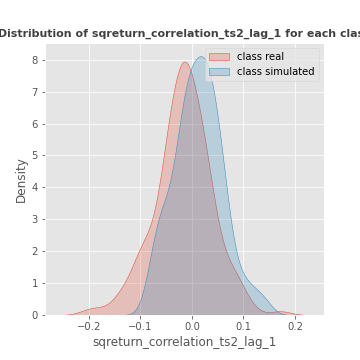 Distribution of sqreturn_correlation_ts2_lag_1 for each clas
class real
class simulated
8
7
6
5
4
3
2
1
0
Density
−0.2
−0.1
0.0
0.1
0.2
sqreturn_correlation_ts2_lag_1